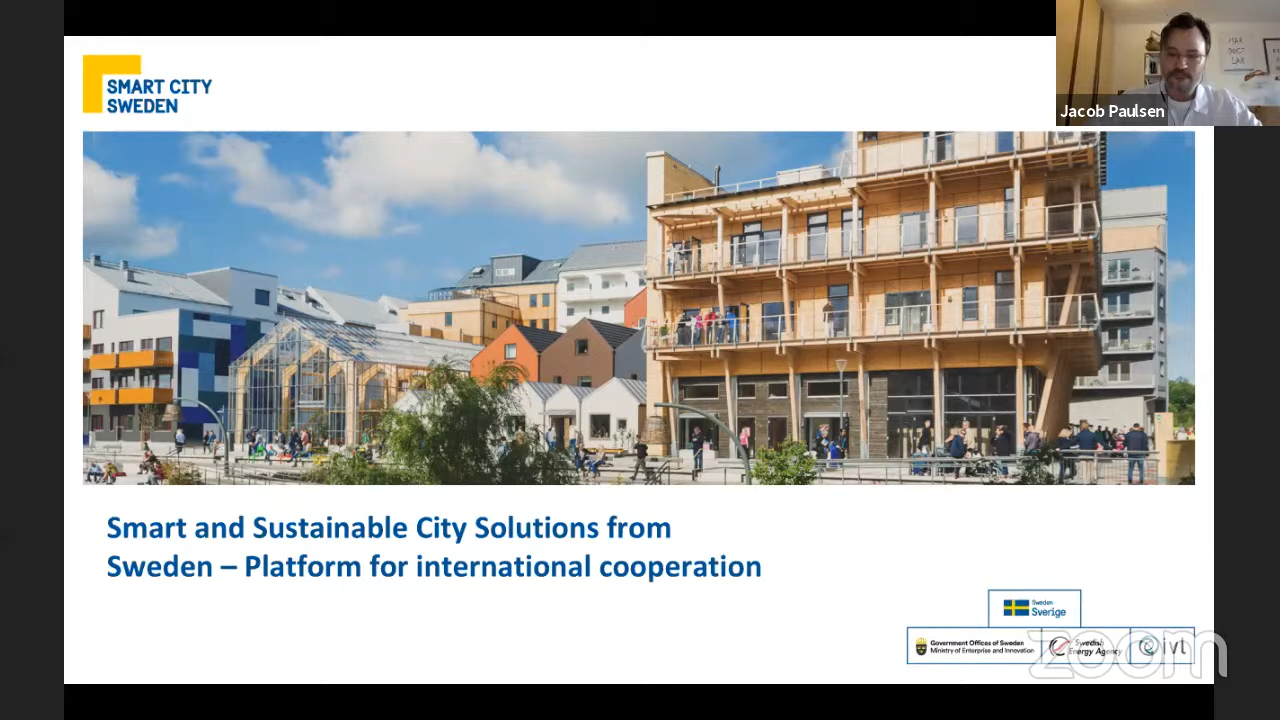 SMART CITY
SWEDEN
Jacob Paulsen
Smart and Sustainable City Solutions from
Sweden – Platform for international cooperation
Sweden
Sverige
Government Offices of Sweden
Ministry of Enterprise and Innovation
Swedish
Energy Agency
ivl
zoom